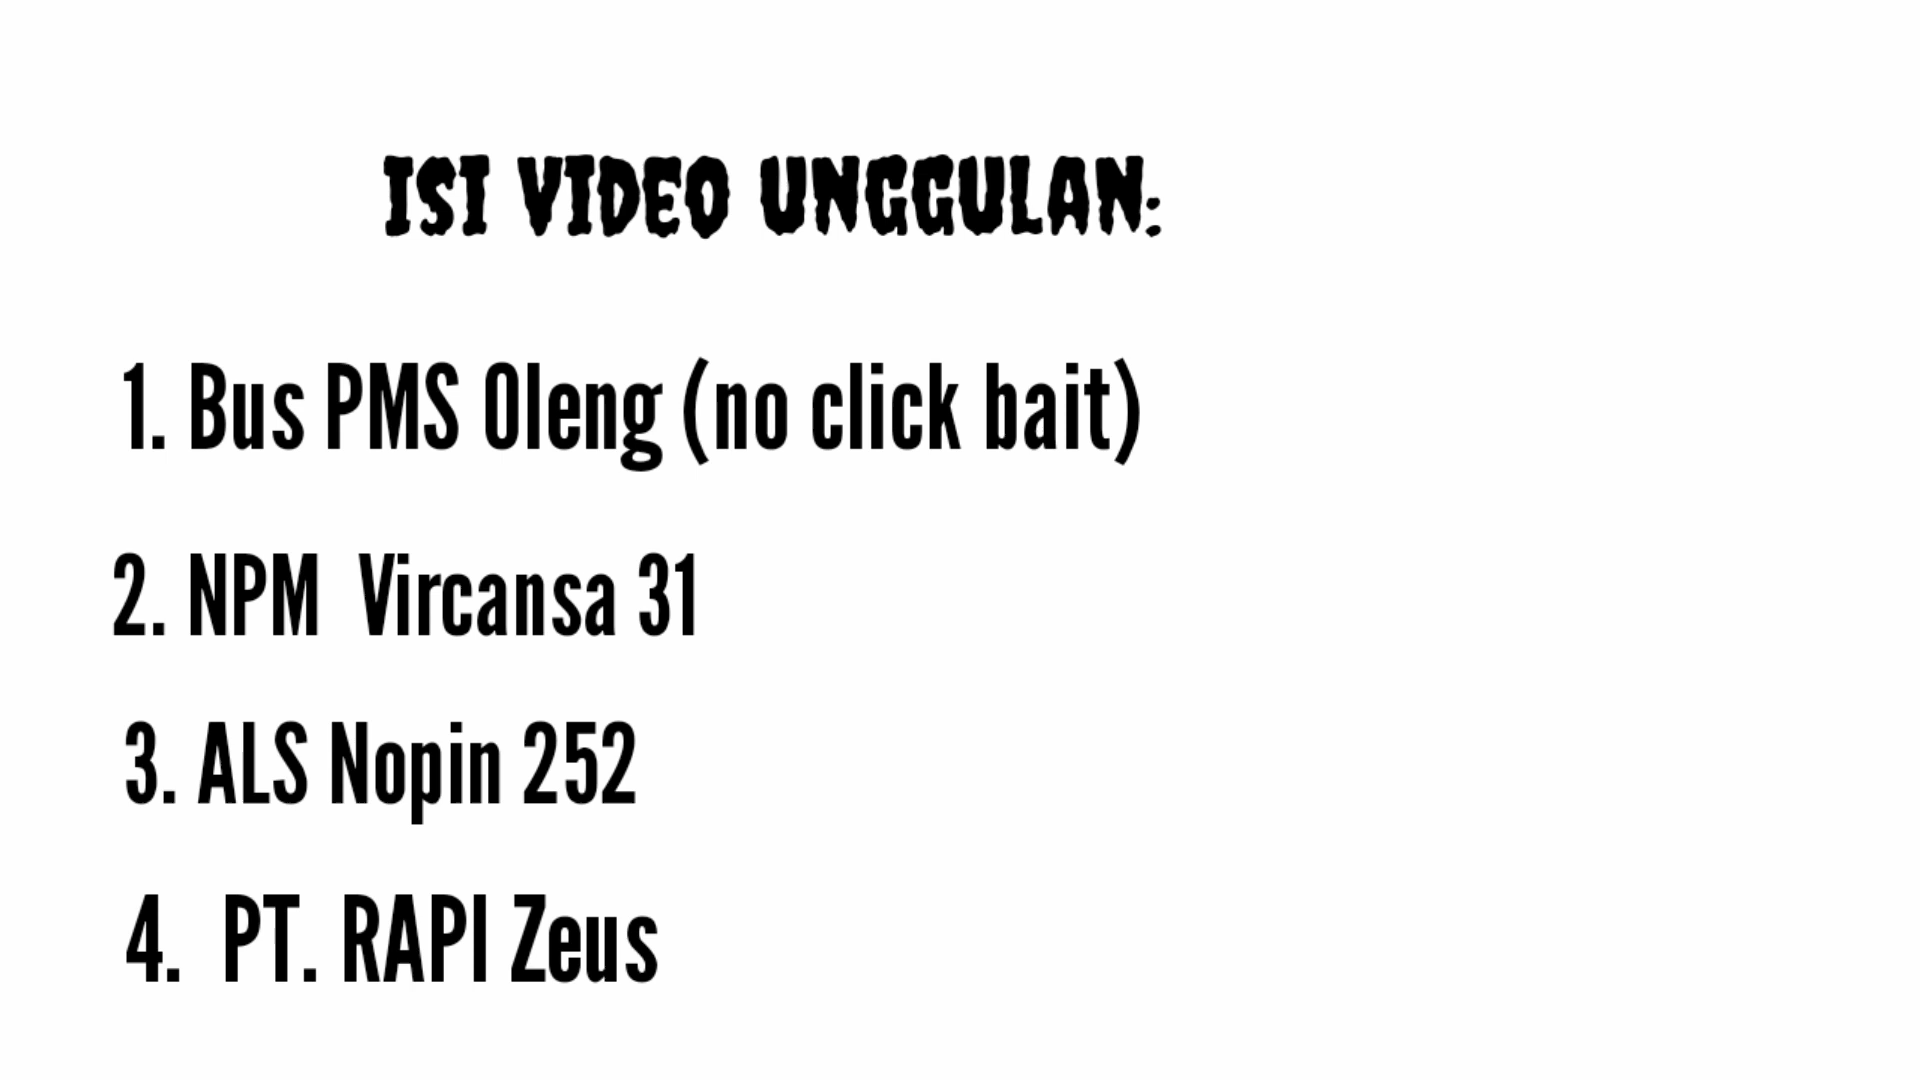 ISI VIDEO UNGGULAN:
1. Bus PMS Oleng (no click bait)
2. NPM Vircansa 31
3. ALS Nopin 252
4. PT. RAPI Zeus